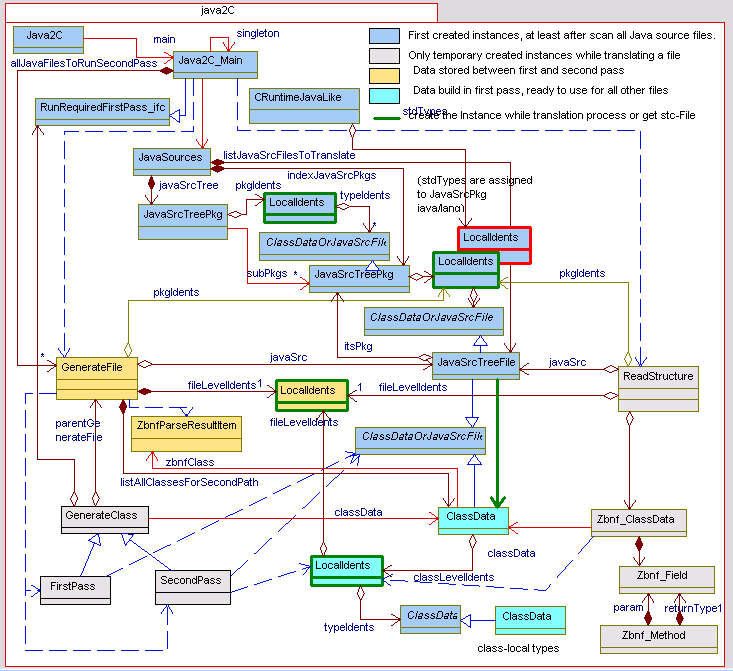 java2C
Java2C
main
singleton
First created instances, at least after scan all Java source files.
Only temporary created instances while translating a file
Data stored between first and second pass
Data build in first pass, ready to use for all other files
create the Instance while translation process or get stc-File
allJavaFilesToRunSecondPass
Java2C_Main
RunRequiredFirstPass_ifc
CRuntimeJavaLike
stdTypes
JavaSources
listJavaSrcFilesToTranslate
indexJavaSrcPkgs
javaSrcTree
pkgIdents
typeIdents
(stdTypes are assigned
to JavaSrcPkg
java/lang)
JavaSrcTreePkg
LocalIdents
*
ClassDataOrJavaSrcFile
LocalIdents
LocalIdents
subPkgs
*
JavaSrcTreePkg
pkgIdents
pkgIdents
ClassDataOrJavaSrcFile
itsPkg
*
GenerateFile
javaSrc
JavaSrcTreeFile
javaSrc
ReadStructure
fileLevelIdents
1
LocalIdents
1
fileLevelIdents
parentGe
nerateFile
ZbnfParseResultItem
fileLevelIdents
ClassDataOrJavaSrcFile
zbnfClass
listAllClassesForSecondPath
GenerateClass
classData
ClassData
Zbnf_ClassData
classData
FirstPass
SecondPass
LocalIdents
classLevelIdents
Zbnf_Field
param
returnType1
typeIdents
ClassData
ClassData
Zbnf_Method
class-local types